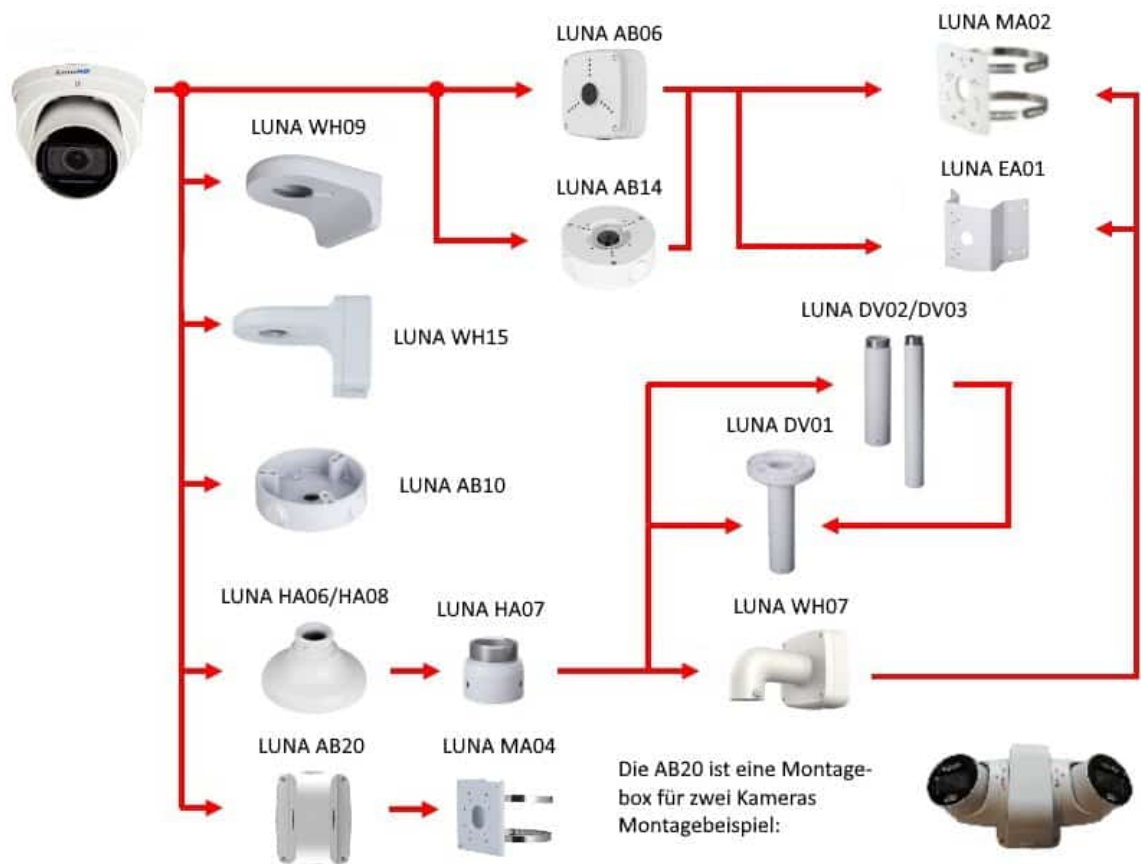 LUNA AB06
LUNA MA02
LUNA WH09
LUNA AB14
LUNA EA01
LUNA WH15
LUNA DV02/DV03
LUNA DV01
LUNA AB10
LUNA HA06/HA08
LUNA HA07
LUNA WH07
LUNA AB20
LUNA MA04
Die AB20 ist eine Montage-
box für zwei Kameras
Montagebeispiel: